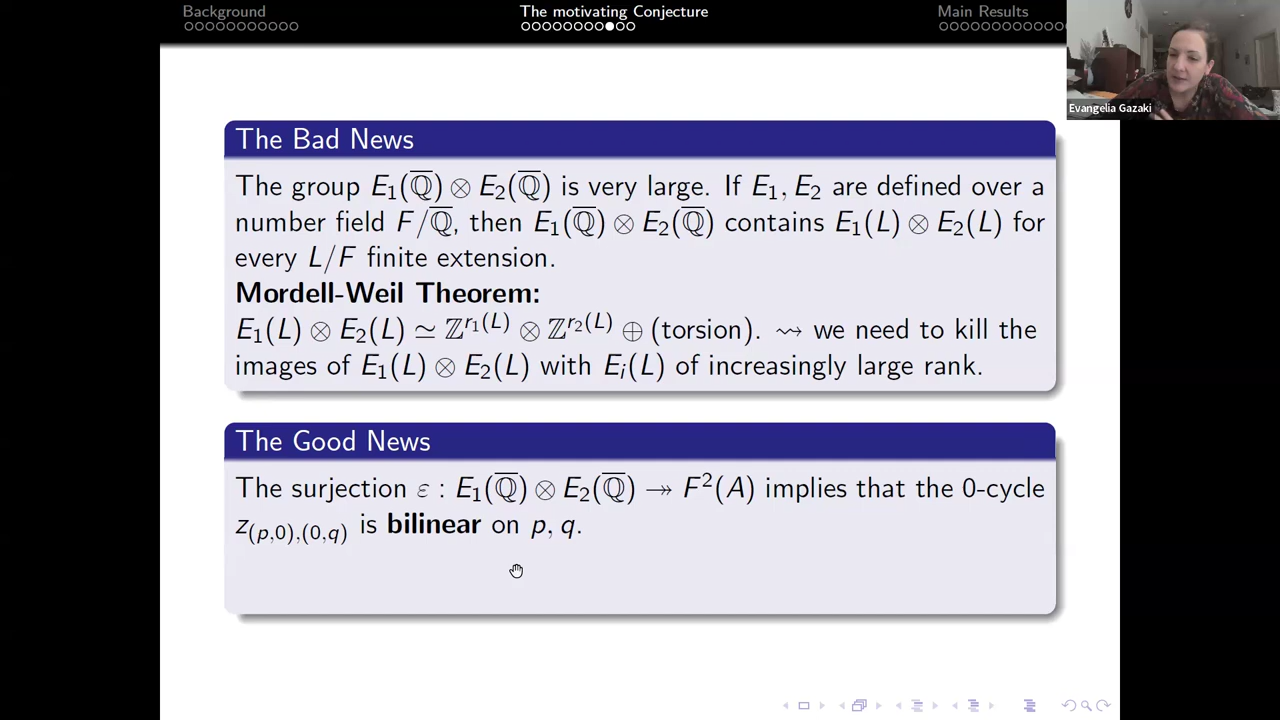 Background
The motivating Conjecture
Main Results
Evangelia Gazaki
The Bad News
The group E₁(Q̅) ⊗ E₂(Q̅) is very large. If E₁, E₂ are defined over a
number field F/Q̅, then E₁(Q̅) ⊗ E₂(Q̅) contains E₁(L) ⊗ E₂(L) for
every L/F finite extension.
Mordell-Weil Theorem:
E₁(L) ⊗ E₂(L) ≃ ℤ^{r₁(L)} ⊗ ℤ^{r₂(L)} ⊕ (torsion). ⇝ we need to kill the
images of E₁(L) ⊗ E₂(L) with Eᵢ(L) of increasingly large rank.
The Good News
The surjection ε : E₁(Q̅) ⊗ E₂(Q̅) ↠ F²(A) implies that the 0-cycle
z_{(p,0),(0,q)} is bilinear on p, q.